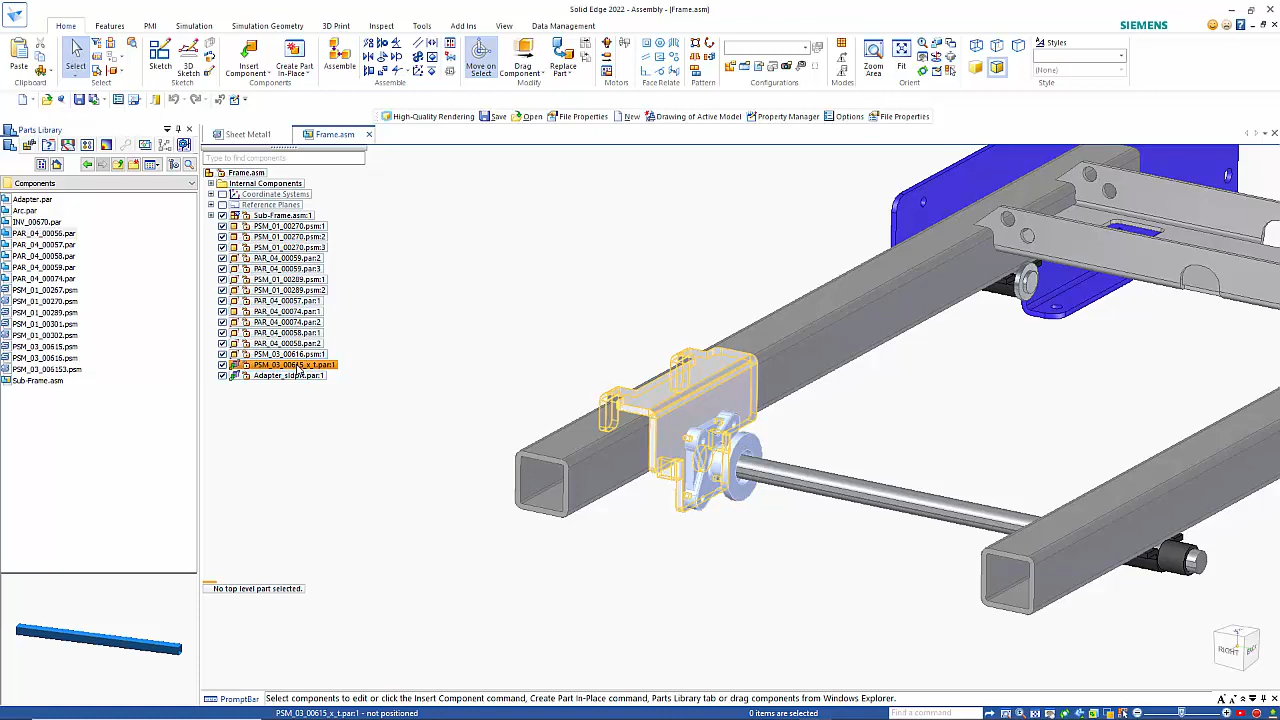 Solid Edge 2022 - Assembly - [Frame.asm]
Home Features PMI Simulation Simulation Geometry 3D Print Inspect Tools Add Ins View Data Management
SIEMENS
Paste Select Sketch 3D Sketch Insert Component Create Part In-Place Assemble Move on Select Drag Component Replace Part Zoom Area Fit Styles (None)
Clipboard Select Sketch Components Assemble Modify Motors Face Relate Pattern Configurations Modes Orient Style
High-Quality Rendering Save Open File Properties New Drawing of Active Model Property Manager Options File Properties
Parts Library
Sheet Metal1 Frame.asm
Type to find components
Components
Adapter.par
Arc.par
INV_00670.par
PAR_04_00056.par
PAR_04_00057.par
PAR_04_00058.par
PAR_04_00059.par
PAR_04_00074.par
PSM_01_00267.psm
PSM_01_00270.psm
PSM_01_00289.psm
PSM_01_00301.psm
PSM_01_00302.psm
PSM_03_00615.psm
PSM_03_00616.psm
PSM_03_006153.psm
Sub-Frame.asm
Frame.asm
Internal Components
Coordinate Systems
Reference Planes
Sub-Frame.asm:1
PSM_01_00270.psm:1
PSM_01_00270.psm:2
PSM_01_00270.psm:3
PAR_04_00059.par:2
PAR_04_00059.par:3
PSM_01_00289.psm:1
PSM_01_00289.psm:2
PAR_04_00057.par:1
PAR_04_00074.par:1
PAR_04_00074.par:2
PAR_04_00058.par:1
PAR_04_00058.par:2
PSM_03_00616.psm:1
PSM_03_00615_x_t.par:1
No top level part selected.
RIGHT
PromptBar Select components to edit or click the Insert Component command, Create Part In-Place command, Parts Library tab or drag components from Windows Explorer.
PSM_03_00615_x_t.par:1 - not positioned 0 items are selected Find a command